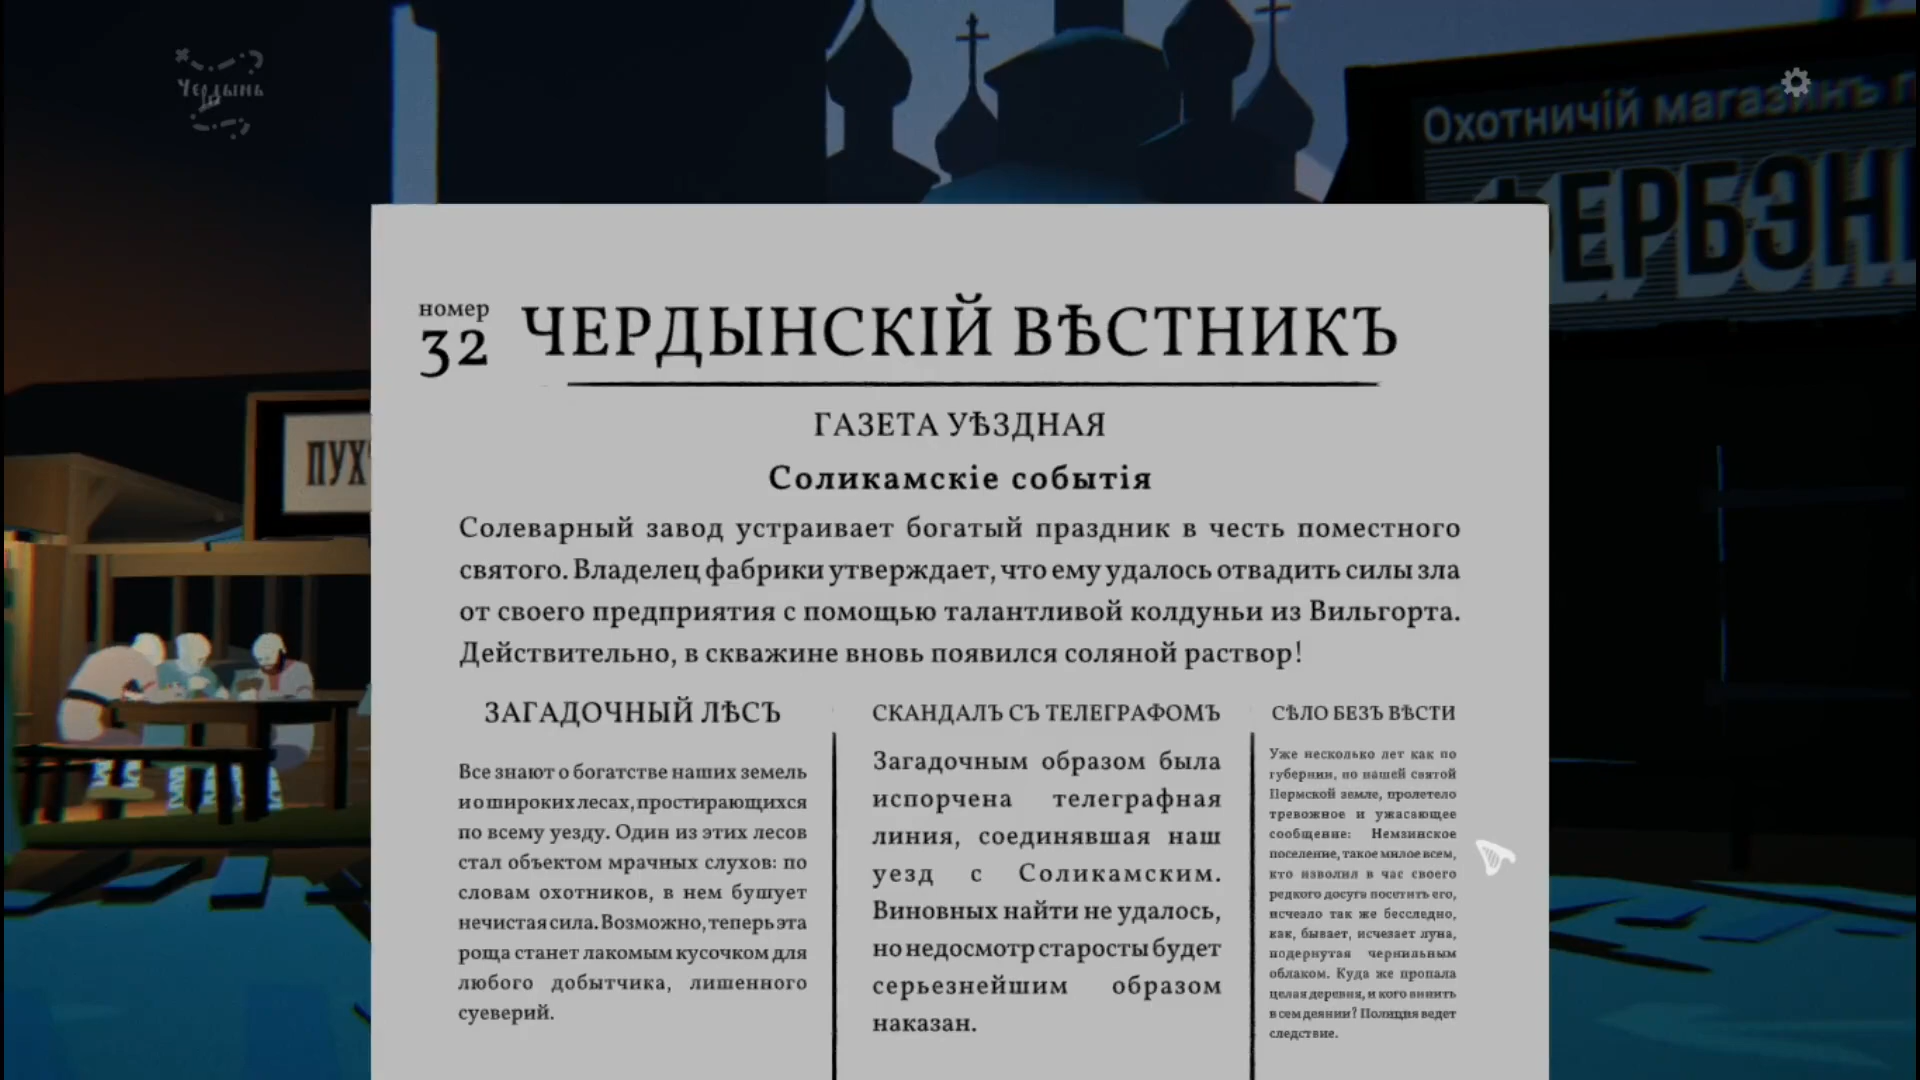 Чердынь
Охотничій магазинъ
ФЕРБЭН
ПУХ
номер
32
ЧЕРДЫНСКІЙ ВѢСТНИКЪ
ГАЗЕТА УѢЗДНАЯ
Соликамскіе событія
Солеварный завод устраивает богатый праздник в честь поместного
святого. Владелец фабрики утверждает, что ему удалось отвадить силы зла
от своего предприятия с помощью талантливой колдуньи из Вильгорта.
Действительно, в скважине вновь появился соляной раствор!
ЗАГАДОЧНЫЙ ЛѢСЪ
Все знают о богатстве наших земель
и о широких лесах, простирающихся
по всему уезду. Один из этих лесов
стал объектом мрачных слухов: по
словам охотников, в нем бушует
нечистая сила. Возможно, теперь эта
роща станет лакомым кусочком для
любого добытчика, лишенного
суеверий.
СКАНДАЛЪ СЪ ТЕЛЕГРАФОМЪ
Загадочным образом была
испорчена телеграфная
линия, соединявшая наш
уезд с Соликамским.
Виновных найти не удалось,
но недосмотр старосты будет
серьезнейшим образом
наказан.
СѢЛО БЕЗЪ ВѢСТИ
Уже несколько лет как по
губернии, по нашей святой
Пермской земле, пролетело
тревожное и ужасающее
сообщение: Немзинское
поселение, такое милое всем,
кто изволил в час своего
редкого досуга посетить его,
исчезло так же бесследно,
как, бывает, исчезает луна,
подернутая чернильным
облаком. Куда же пропала
целая деревня, и кого винить
в сем деянии? Полиция ведет
следствие.